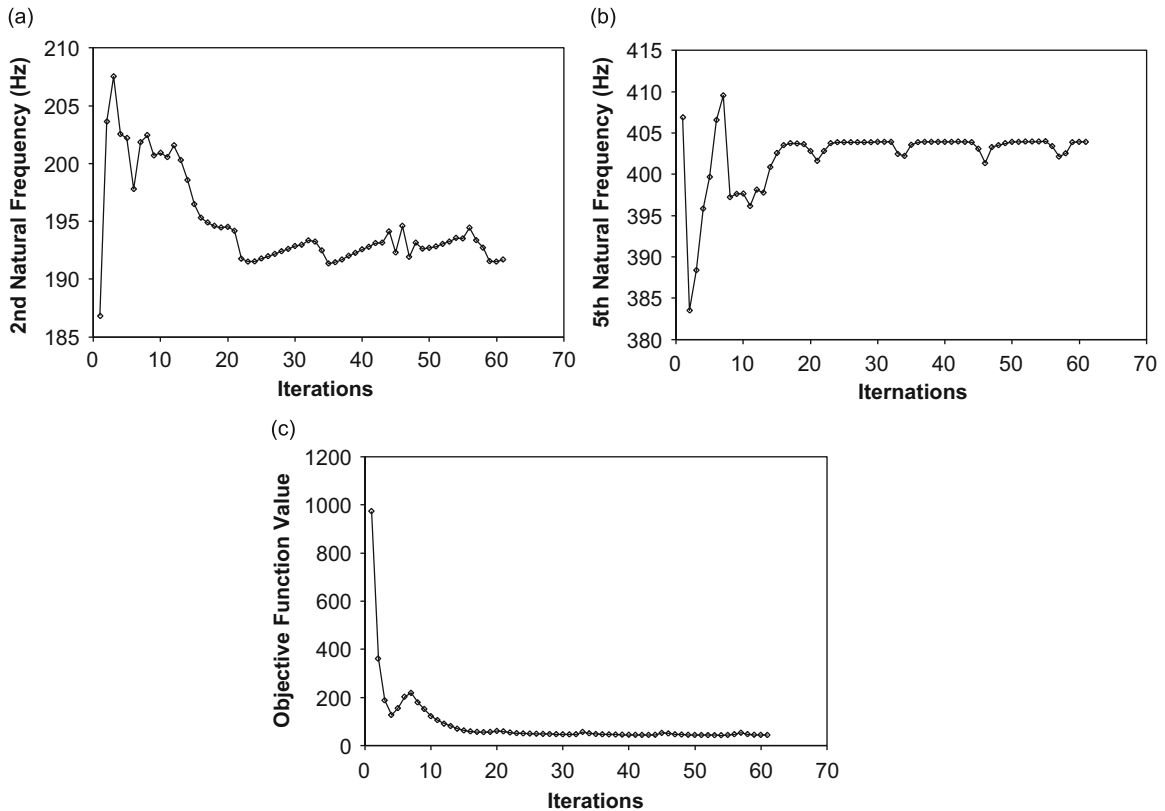 (a)
2nd Natural Frequency (Hz)
210
205
200
195
190
185
0 10 20 30 40 50 60 70
Iterations
(b)
5th Natural Frequency (Hz)
415
410
405
400
395
390
385
380
0 10 20 30 40 50 60 70
Iternations
(c)
Objective Function Value
1200
1000
800
600
400
200
0
0 10 20 30 40 50 60 70
Iterations